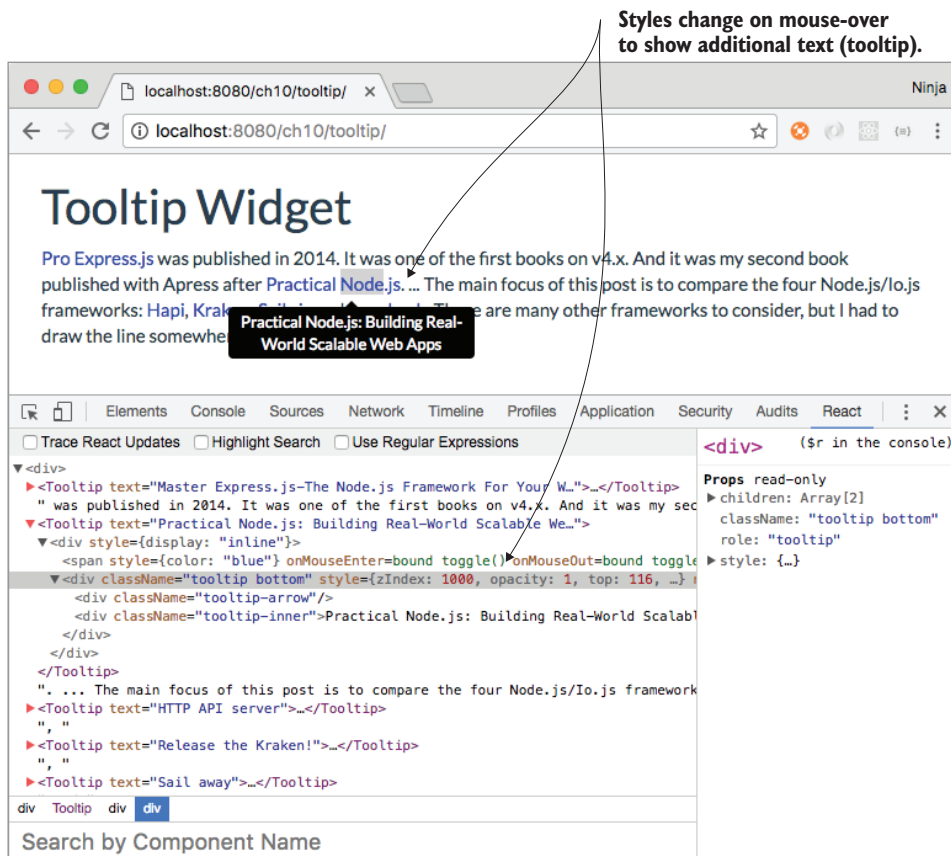 Styles change on mouse-over
to show additional text (tooltip).
localhost:8080/ch10/tooltip/ ×
Ninja
localhost:8080/ch10/tooltip/
Tooltip Widget
Pro Express.js was published in 2014. It was one of the first books on v4.x. And it was my second book
published with Apress after Practical Node.js. ... The main focus of this post is to compare the four Node.js/Io.js
frameworks: Hapi, are many other frameworks to consider, but I had to
Practical Node.js: Building Real-
World Scalable Web Apps
draw the line
Elements Console Sources Network Timeline Profiles Application Security Audits React
Trace React Updates Highlight Search Use Regular Expressions
<div> ($r in the console)
<div>
<Tooltip text="Master Express.js-The Node.js Framework For Your W…">…</Tooltip>
" was published in 2014. It was one of the first books on v4.x. And it was my sec
<Tooltip text="Practical Node.js: Building Real-World Scalable We…">
<div style={display: "inline"}>
<span style={color: "blue"} onMouseEnter=bound toggle() onMouseOut=bound toggle
<div className="tooltip bottom" style={zIndex: 1000, opacity: 1, top: 116, …}
<div className="tooltip-arrow"/>
<div className="tooltip-inner">Practical Node.js: Building Real-World Scalabl
</div>
</div>
</Tooltip>
". ... The main focus of this post is to compare the four Node.js/Io.js framework
<Tooltip text="HTTP API server">…</Tooltip>
", "
<Tooltip text="Release the Kraken!">…</Tooltip>
", "
<Tooltip text="Sail away">…</Tooltip>
Props read-only
children: Array[2]
className: "tooltip bottom"
role: "tooltip"
style: {…}
div Tooltip div div
Search by Component Name